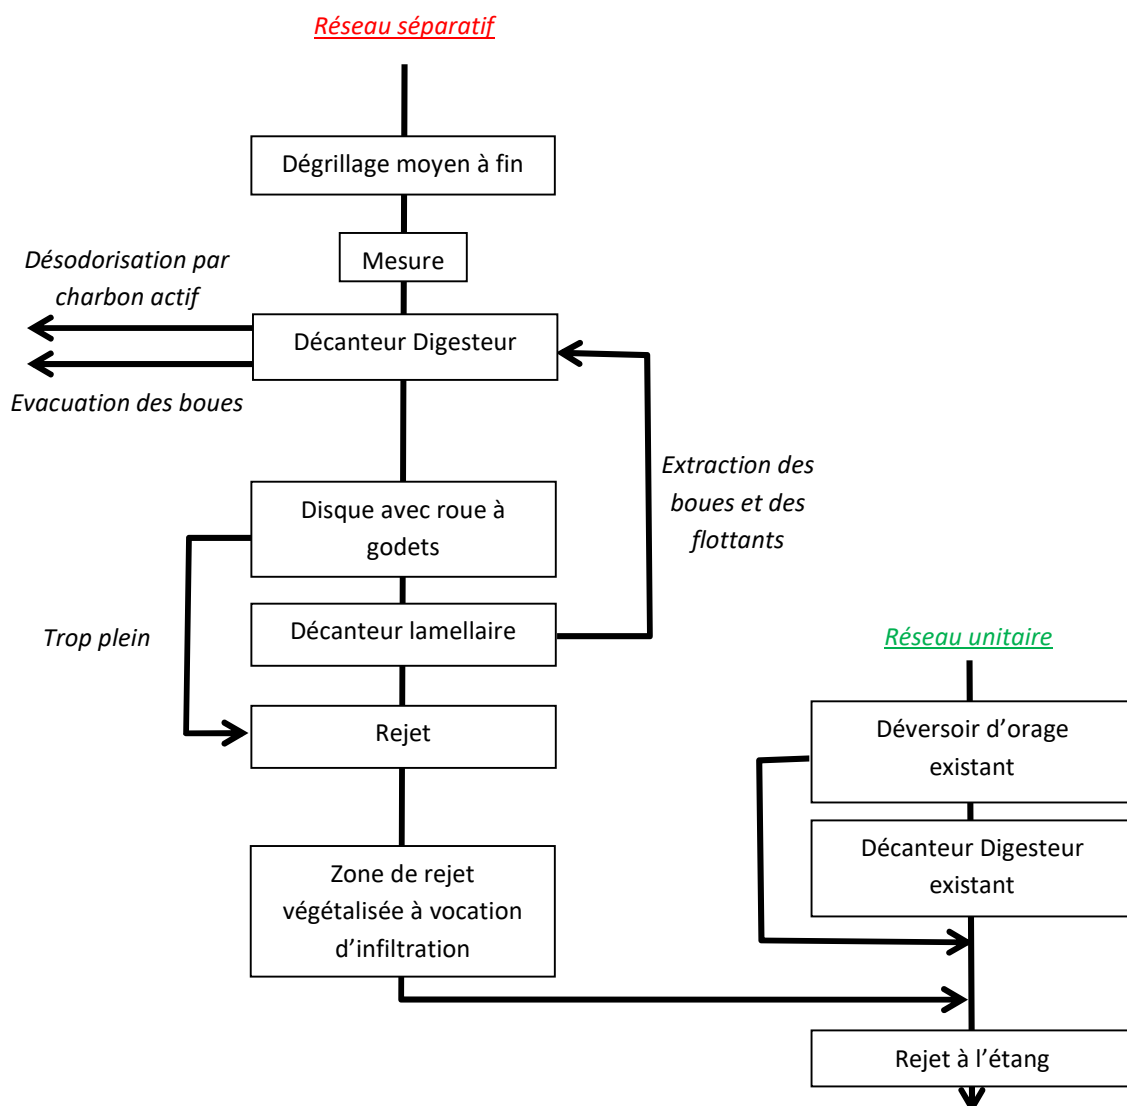 Réseau séparatif
Dégrillage moyen à fin
Mesure
Désodorisation par
charbon actif
Décanteur Digesteur
Evacuation des boues
Extraction des
boues et des
flottants
Disque avec roue à
godets
Trop plein
Décanteur lamellaire
Rejet
Zone de rejet
végétalisée à vocation
d’infiltration
Réseau unitaire
Déversoir d’orage
existant
Décanteur Digesteur
existant
Rejet à l’étang